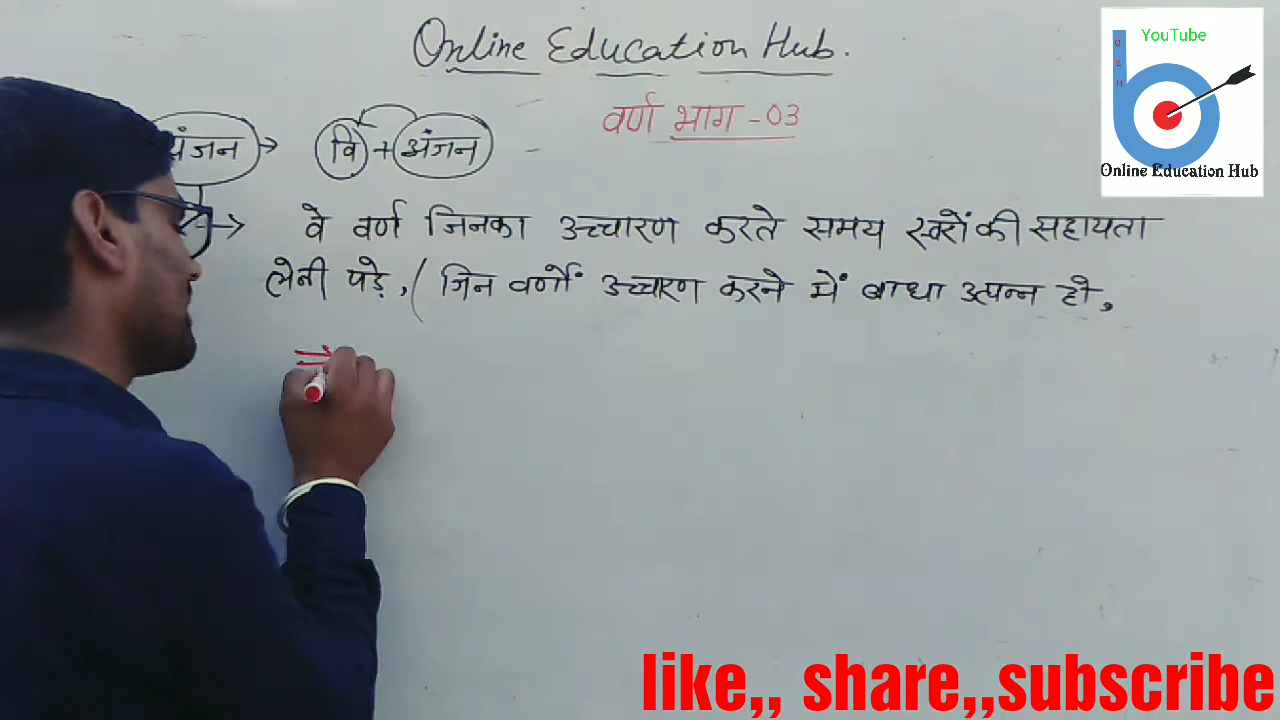 Online Education Hub.
YouTube
OEH
Online Education Hub
वर्ण भाग - 03
→ वि + अंजन
→ वे वर्ण जिनका उच्चारण करते समय स्वरों की सहायता
लेनी पड़े, ( जिन वर्णों उच्चारण करने में बाधा उत्पन्न हो,
like,, share,,subscribe